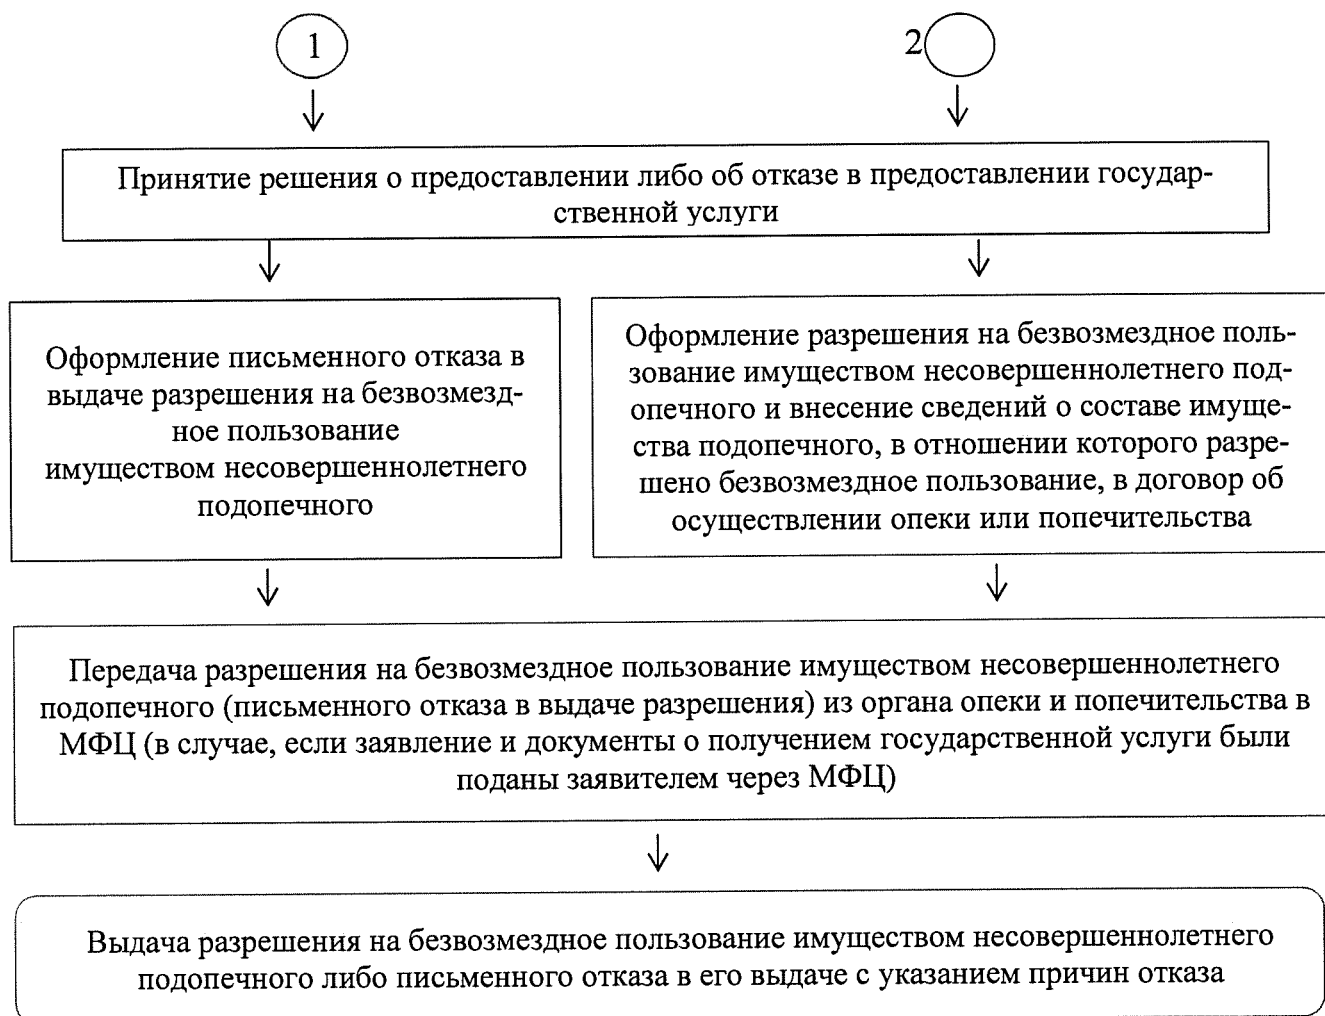 1
2
Принятие решения о предоставлении либо об отказе в предоставлении государ-
ственной услуги
Оформление письменного отказа в
выдаче разрешения на безвозмезд-
ное пользование
имуществом несовершеннолетнего
подопечного
Оформление разрешения на безвозмездное поль-
зование имуществом несовершеннолетнего под-
опечного и внесение сведений о составе имуще-
ства подопечного, в отношении которого разре-
шено безвозмездное пользование, в договор об
осуществлении опеки или попечительства
Передача разрешения на безвозмездное пользование имуществом несовершеннолетнего
подопечного (письменного отказа в выдаче разрешения) из органа опеки и попечительства в
МФЦ (в случае, если заявление и документы о получением государственной услуги были
поданы заявителем через МФЦ)
Выдача разрешения на безвозмездное пользование имуществом несовершеннолетнего
подопечного либо письменного отказа в его выдаче с указанием причин отказа